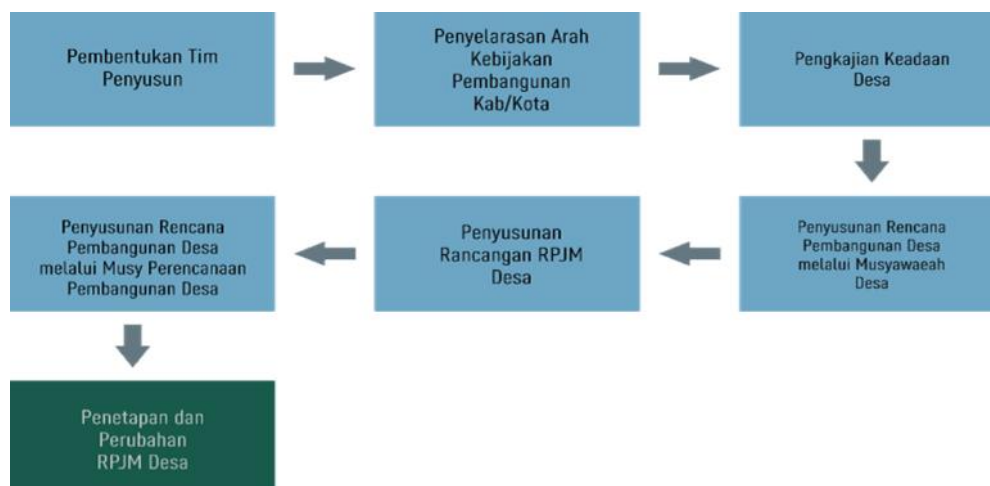 Pembentukan Tim
Penyusun
Penyelarasan Arah
Kebijakan
Pembangunan
Kab/Kota
Pengkajian Keadaan
Desa
Penyusunan Rencana
Pembangunan Desa
melalui Musyawaeah
Desa
Penyusunan
Rancangan RPJM
Desa
Penyusunan Rencana
Pembangunan Desa
melalui Musy Perencanaan
Pembangunan Desa
Penetapan dan
Perubahan
RPJM Desa